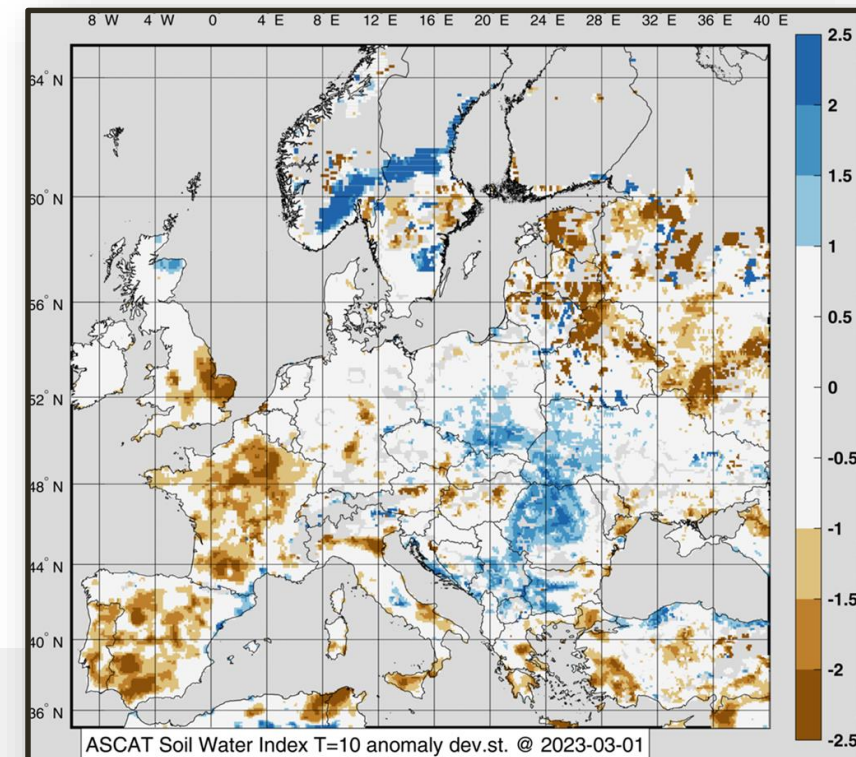 8° W 4° W 0° 4° E 8° E 12° E 16° E 20° E 24° E 28° E 32° E 36° E 40° E
64° N
60° N
56° N
52° N
48° N
44° N
40° N
36° N
2.5
2
1.5
1
0.5
0
-0.5
-1
-1.5
-2
-2.5
ASCAT Soil Water Index T=10 anomaly dev.st. @ 2023-03-01